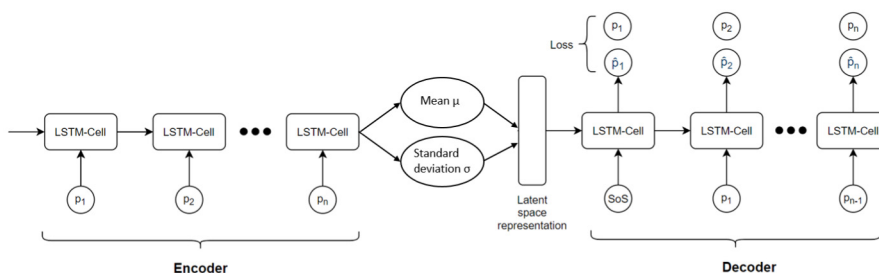 p1 p2 pn
Loss
p̂1 p̂2 p̂n
Mean μ
LSTM-Cell LSTM-Cell LSTM-Cell LSTM-Cell LSTM-Cell LSTM-Cell
Standard
deviation σ
p1 p2 pn SoS p1 pn-1
Latent
space
representation
Encoder Decoder